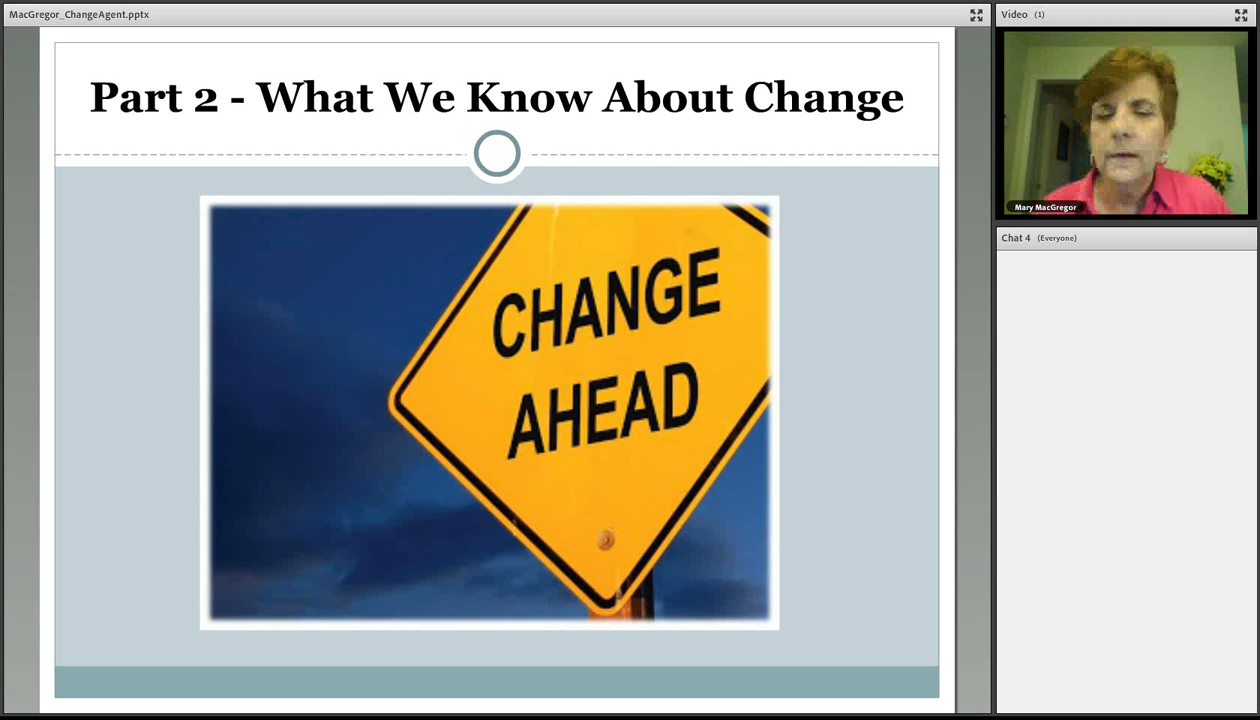 MacGregor_ChangeAgent.pptx
Part 2 - What We Know About Change
CHANGE
AHEAD
Video (1)
Mary MacGregor
Chat 4 (Everyone)